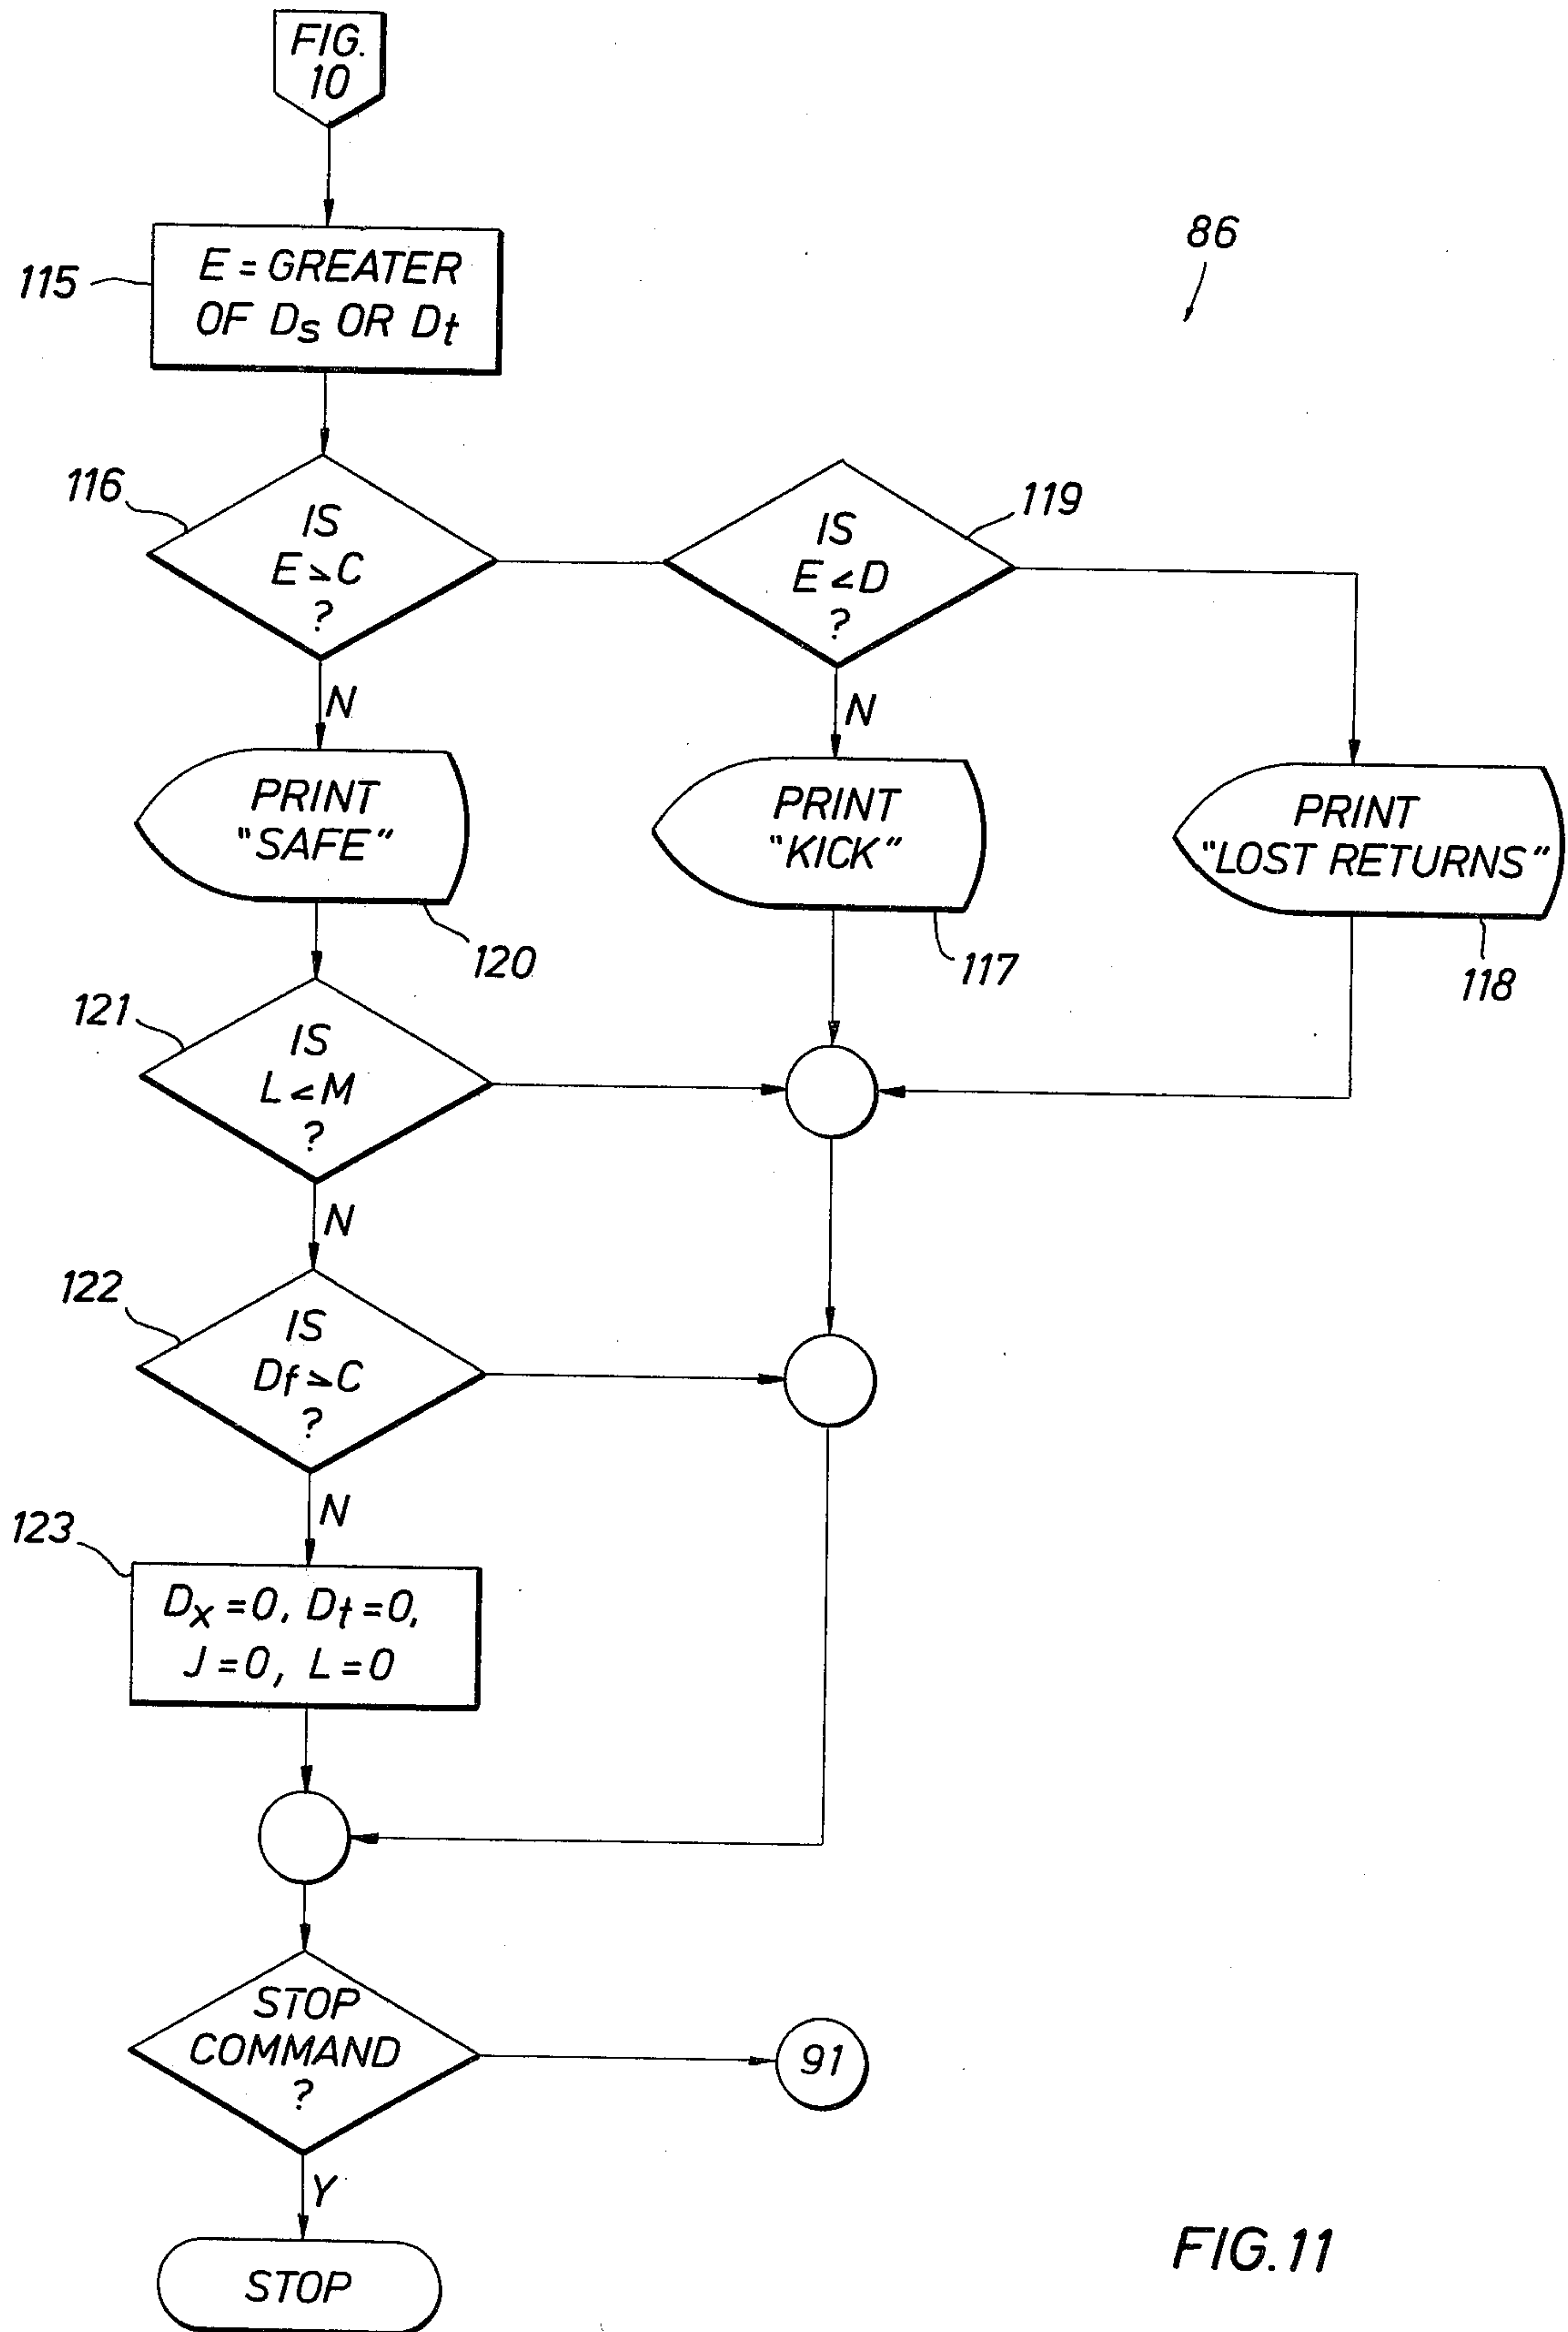 FIG.
10
86
115
E = GREATER
OF Ds OR Dt
116
IS
E ≥ C
?
119
IS
E < D
?
N
N
PRINT
"SAFE"
PRINT
"KICK"
PRINT
"LOST RETURNS"
120
117
118
121
IS
L < M
?
N
122
IS
Df ≥ C
?
N
123
Dx = 0, Dt = 0,
J = 0, L = 0
STOP
COMMAND
?
91
Y
STOP
FIG. 11